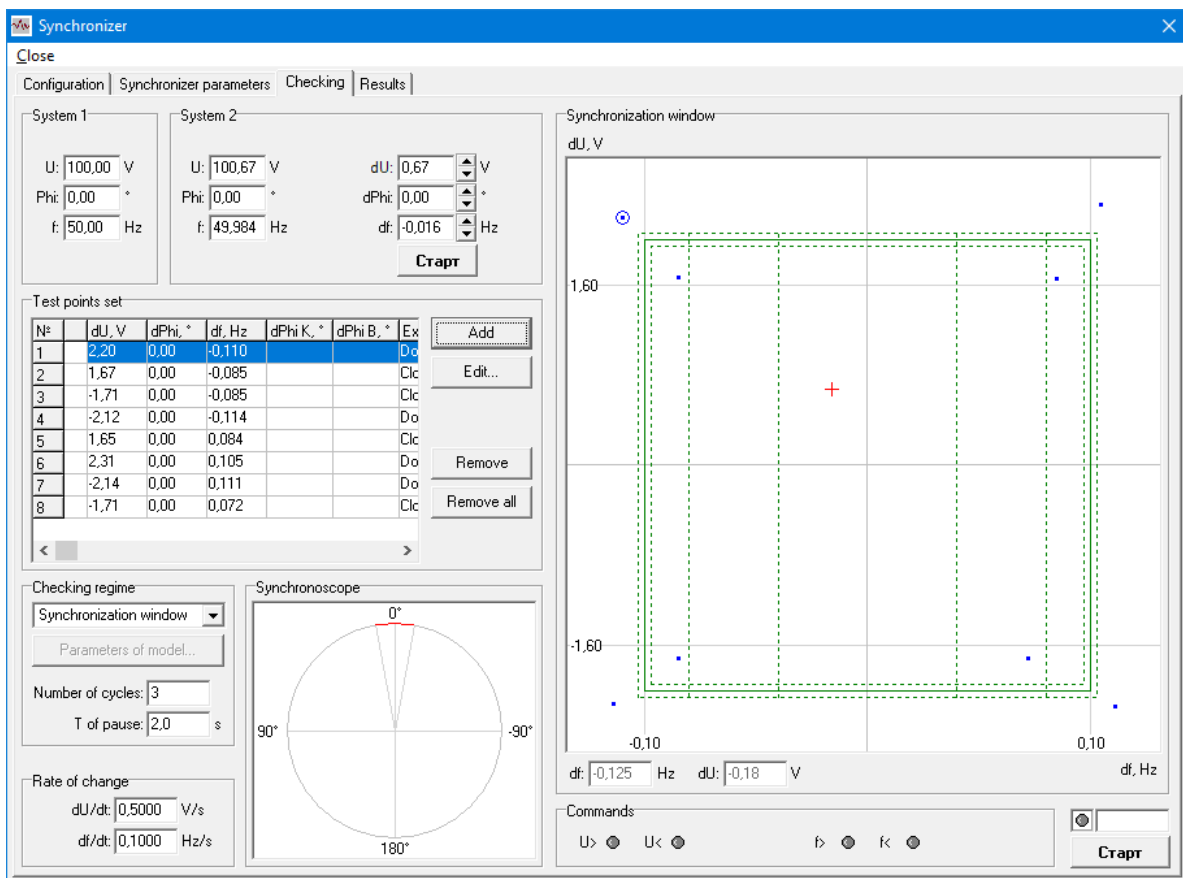 Synchronizer
Close
Configuration Synchronizer parameters Checking Results
System 1
U: 100,00 V
Phi: 0,00 °
f: 50,00 Hz
System 2
U: 100,67 V dU: 0,67 V
Phi: 0,00 ° dPhi: 0,00 °
f: 49,984 Hz df: -0,016 Hz
Старт
Test points set
№ dU, V dPhi, ° df, Hz dPhi K, ° dPhi B, ° Ex
1 2,20 0,00 -0,110 Do
2 1,67 0,00 -0,085 Clc
3 -1,71 0,00 -0,085 Clc
4 -2,12 0,00 -0,114 Do
5 1,65 0,00 0,084 Clc
6 2,31 0,00 0,105 Do
7 -2,14 0,00 0,111 Do
8 -1,71 0,00 0,072 Clc
Add
Edit...
Remove
Remove all
Checking regime
Synchronization window
Parameters of model...
Number of cycles: 3
T of pause: 2,0 s
Rate of change
dU/dt: 0,5000 V/s
df/dt: 0,1000 Hz/s
Synchronoscope
0°
90° -90°
180°
Synchronization window
dU, V
1,60
-1,60
-0,10 0,10
df: -0,125 Hz dU: -0,18 V df, Hz
Commands
U> U< f> f<
Старт